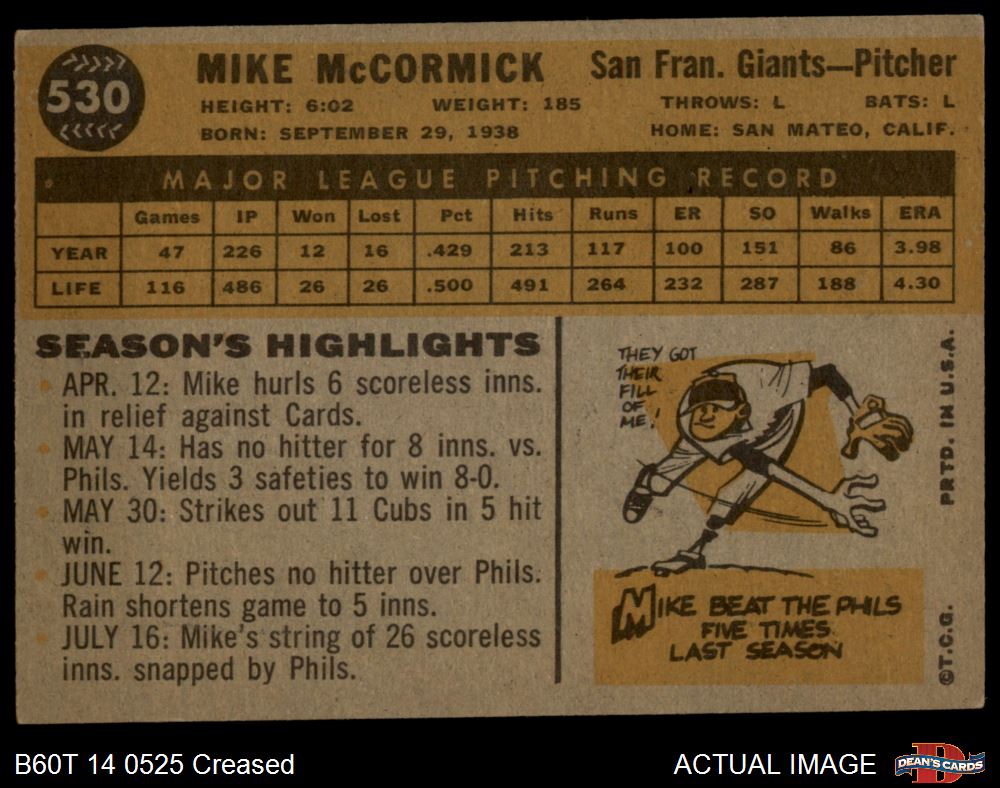 530
MIKE McCORMICK San Fran. Giants—Pitcher
HEIGHT: 6:02 WEIGHT: 185 THROWS: L BATS: L
BORN: SEPTEMBER 29, 1938 HOME: SAN MATEO, CALIF.
MAJOR LEAGUE PITCHING RECORD
Games IP Won Lost Pct Hits Runs ER SO Walks ERA
YEAR 47 226 12 16 .429 213 117 100 151 86 3.98
LIFE 116 486 26 26 .500 491 264 232 287 188 4.30
SEASON'S HIGHLIGHTS
APR. 12: Mike hurls 6 scoreless inns.
in relief against Cards.
MAY 14: Has no hitter for 8 inns. vs.
Phils. Yields 3 safeties to win 8-0.
MAY 30: Strikes out 11 Cubs in 5 hit
win.
JUNE 12: Pitches no hitter over Phils.
Rain shortens game to 5 inns.
JULY 16: Mike's string of 26 scoreless
inns. snapped by Phils.
THEY GOT
THEIR
FILL
OF
ME!
MIKE BEAT THE PHILS
FIVE TIMES
LAST SEASON
©T.C.G. PRTD. IN U.S.A.
B60T 14 0525 Creased ACTUAL IMAGE
D
DEAN'S CARDS